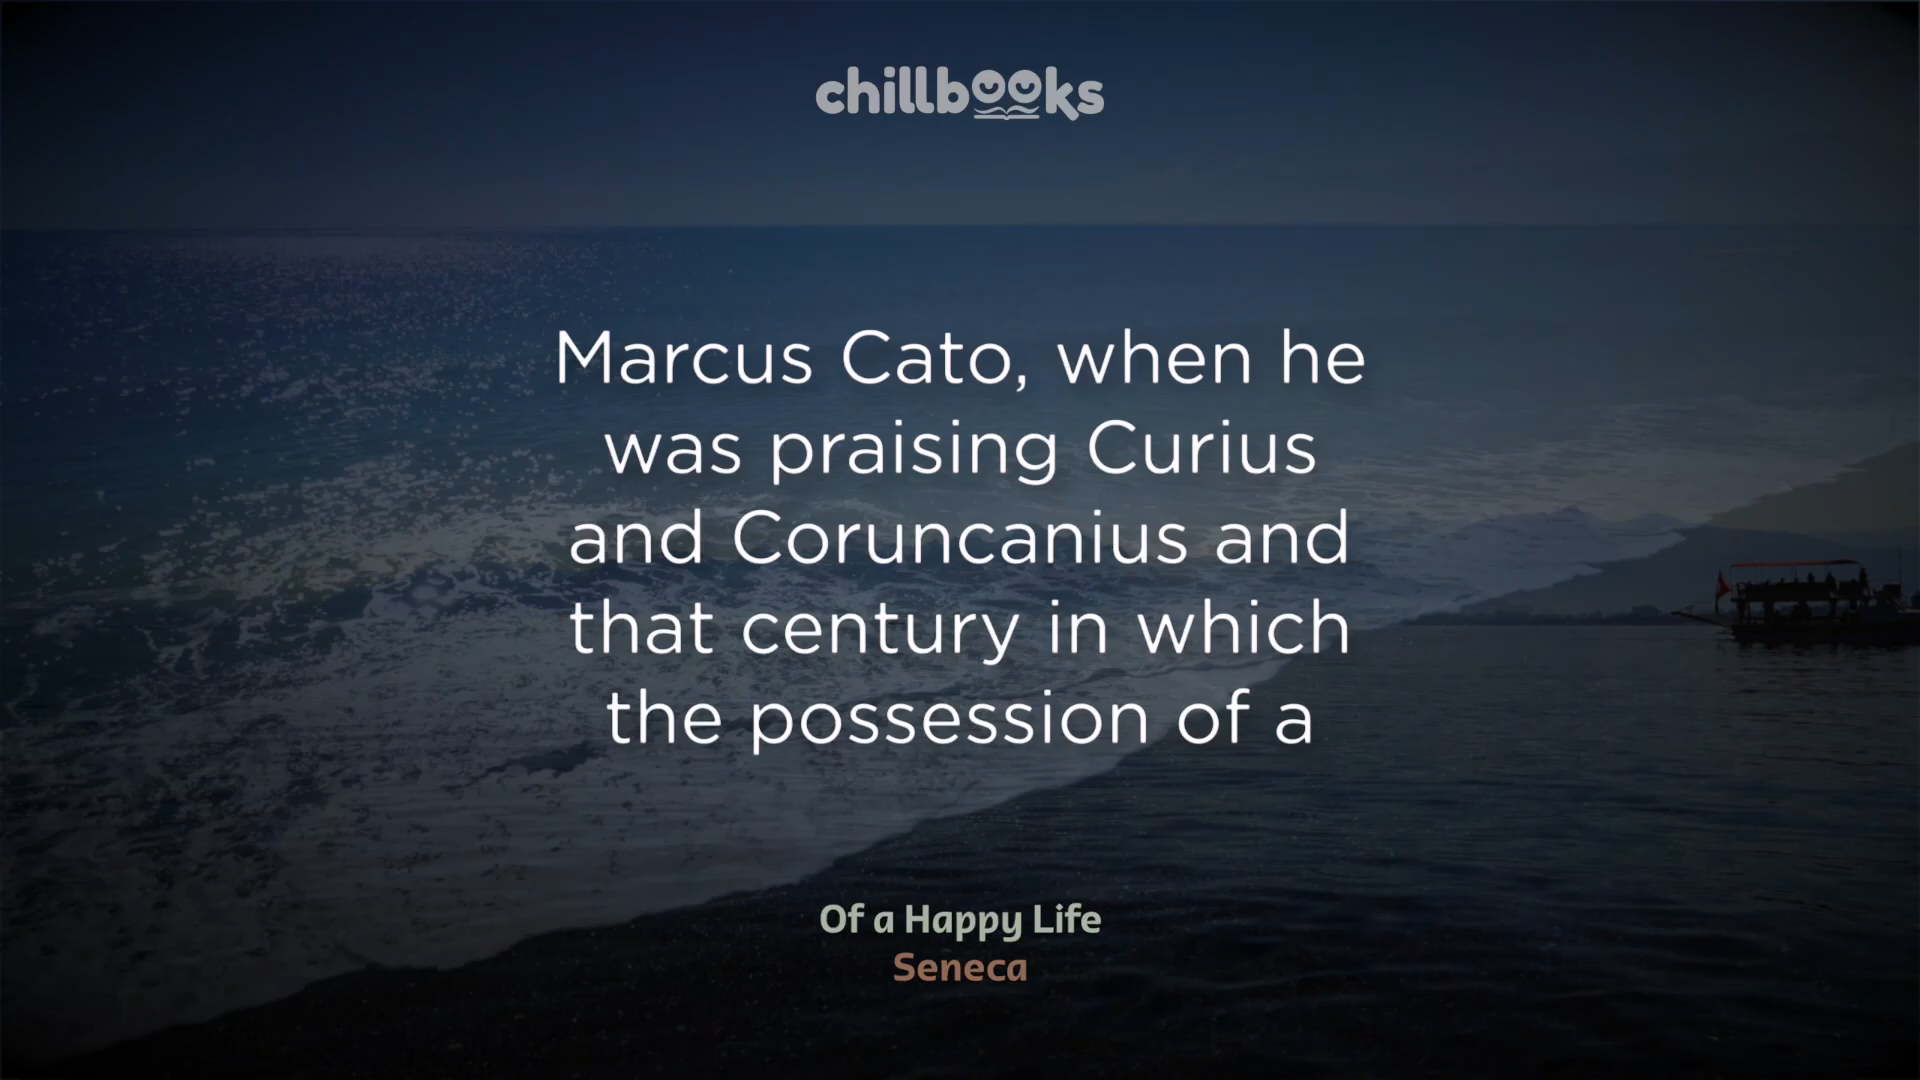 chillbooks
Marcus Cato, when he
was praising Curius
and Coruncanius and
that century in which
the possession of a
Of a Happy Life
Seneca